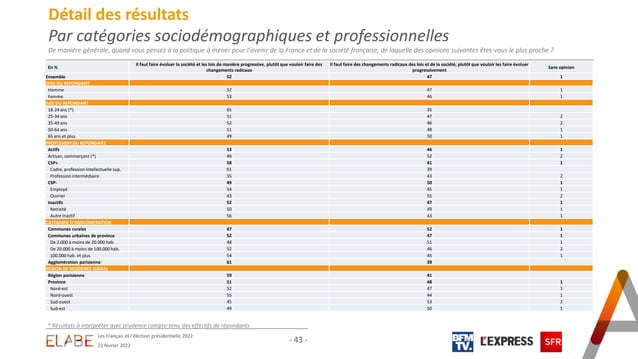 Détail des résultats
Par catégories sociodémographiques et professionnelles
De manière générale, quand vous pensez à la politique à mener pour l'avenir de la France et de la société française, de laquelle des opinions suivantes êtes-vous le plus proche ?
En % Il faut faire évoluer la société et les lois de manière progressive, plutôt que vouloir faire des changements radicaux Il faut faire des changements radicaux des lois et de la société, plutôt que vouloir les faire évoluer progressivement Sans opinion
Ensemble 52 47 1
SEXE DU REPONDANT
Homme 52 47 1
Femme 53 46 1
AGE DU REPONDANT
18-24 ans (*) 65 35
25-34 ans 51 47 2
35-49 ans 52 46 2
50-64 ans 51 48 1
65 ans et plus 49 50 1
PROFESSION DU REPONDANT
Actifs 53 46 1
Artisan, commerçant (*) 46 52 2
CSP+ 58 41 1
Cadre, profession intellectuelle sup. 61 39
Profession intermédiaire 55 43 2
CSP- 49 50 1
Employé 54 45 1
Ouvrier 43 55 2
Inactifs 52 47 1
Retraité 50 49 1
Autre inactif 56 43 1
CATEGORIE D'AGGLOMERATION
Communes rurales 47 52 1
Communes urbaines de province 52 47 1
De 2.000 à moins de 20.000 hab. 48 51 1
De 20.000 à moins de 100.000 hab. 52 46 2
100.000 hab. et plus 54 45 1
Agglomération parisienne 61 39
REGION DE RESIDENCE (UDA5)
Région parisienne 59 41
Province 51 48 1
Nord-est 52 47 1
Nord-ouest 55 44 1
Sud-ouest 45 53 2
Sud-est 49 50 1
* Résultats à interpréter avec prudence compte-tenu des effectifs de répondants
ELABE
Les Français et l'élection présidentielle 2022
23 février 2022
- 43 -
BFM TV.
L'EXPRESS
SFR